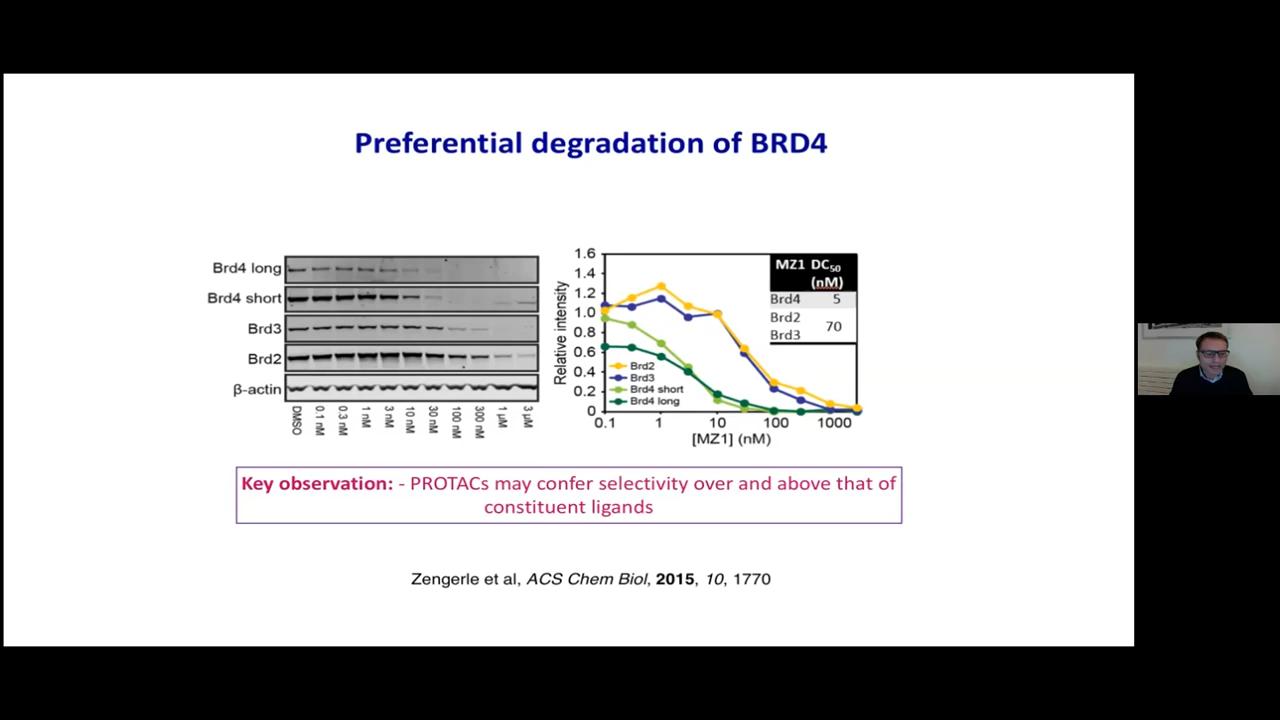 Preferential degradation of BRD4
Brd4 long
Brd4 short
Brd3
Brd2
β-actin
DMSO
0.1 nM
0.3 nM
1 nM
3 nM
10 nM
30 nM
100 nM
300 nM
1 µM
3 µM
Relative intensity
1.6
1.4
1.2
1.0
0.8
0.6
0.4
0.2
0
Brd2
Brd3
Brd4 short
Brd4 long
0.1
1
10
100
1000
[MZ1] (nM)
MZ1 DC50
(nM)
Brd4 5
Brd2
70
Brd3
Key observation: - PROTACs may confer selectivity over and above that of
constituent ligands
Zengerle et al, ACS Chem Biol, 2015, 10, 1770